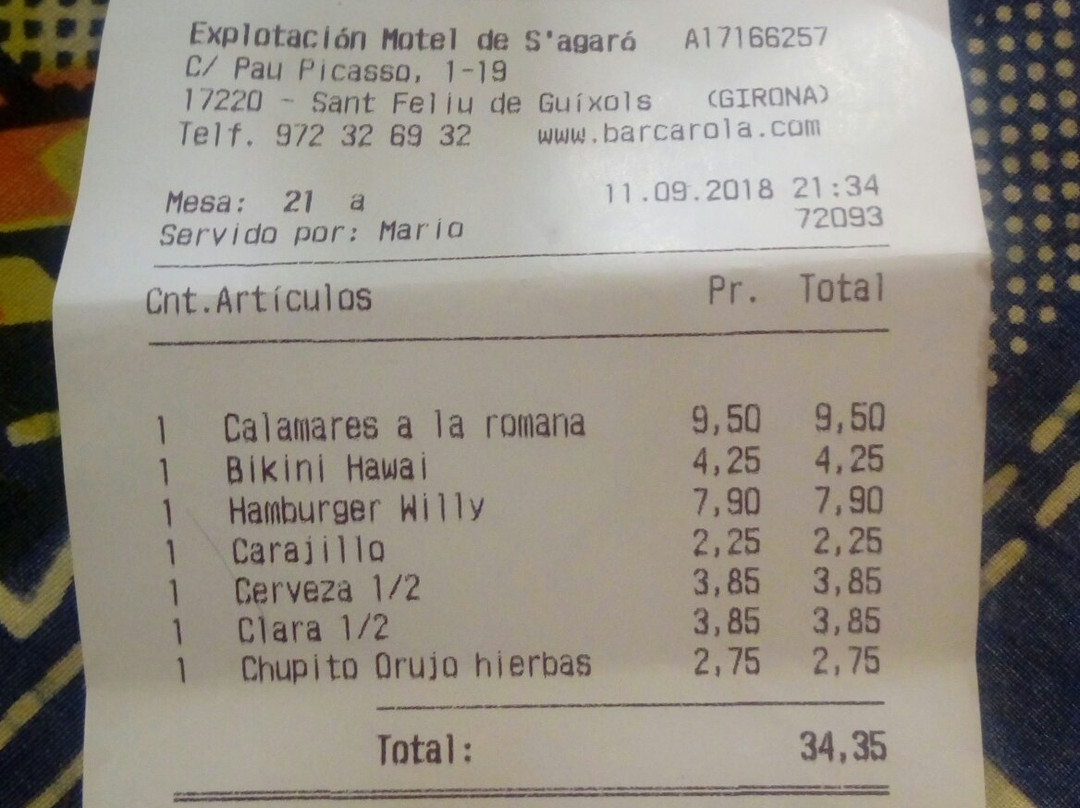 Explotación Motel de S'agaró A17166257
C/ Pau Picasso, 1-19
17220 - Sant Feliu de Guíxols (GIRONA)
Telf. 972 32 69 32 www.barcarola.com
Mesa: 21 a 11.09.2018 21:34
Servido por: Mario 72093
Cnt.Artículos Pr. Total
1 Calamares a la romana 9,50 9,50
1 Bikini Hawai 4,25 4,25
1 Hamburger Willy 7,90 7,90
1 Carajillo 2,25 2,25
1 Cerveza 1/2 3,85 3,85
1 Clara 1/2 3,85 3,85
1 Chupito Orujo hierbas 2,75 2,75
Total: 34,35